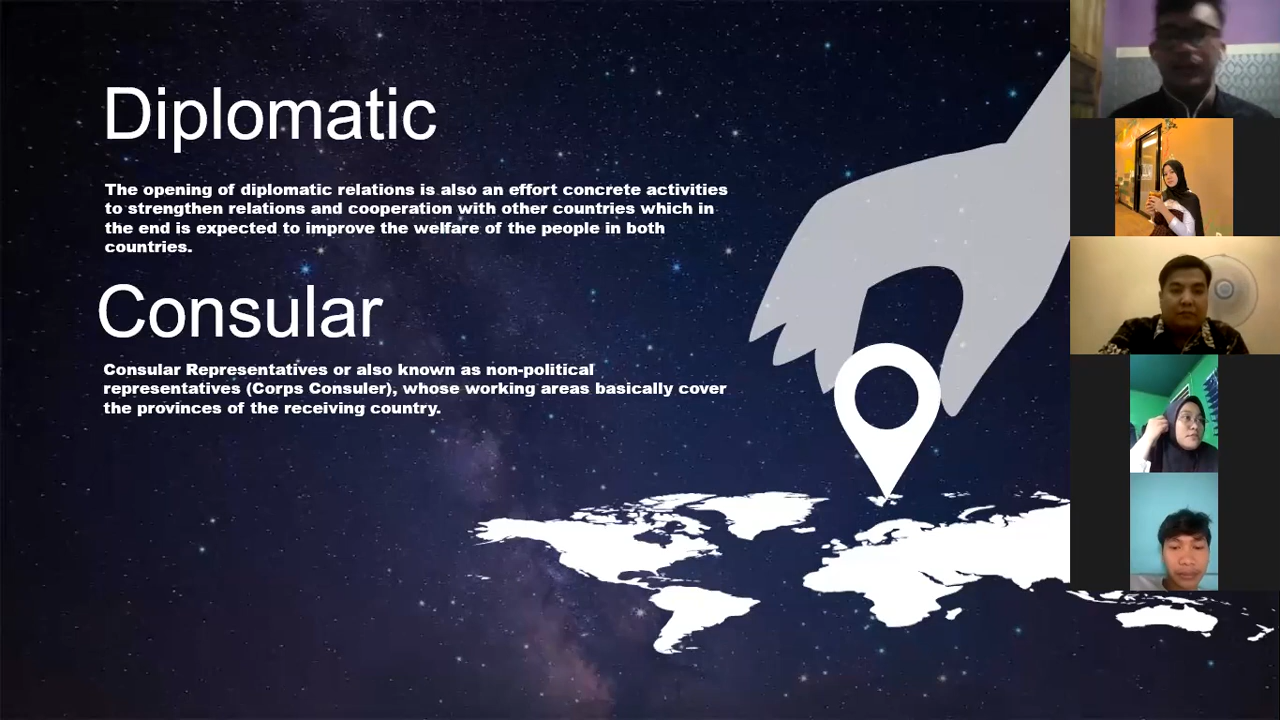 Diplomatic
The opening of diplomatic relations is also an effort concrete activities
to strengthen relations and cooperation with other countries which in
the end is expected to improve the welfare of the people in both
countries.
Consular
Consular Representatives or also known as non-political
representatives (Corps Consuler), whose working areas basically cover
the provinces of the receiving country.